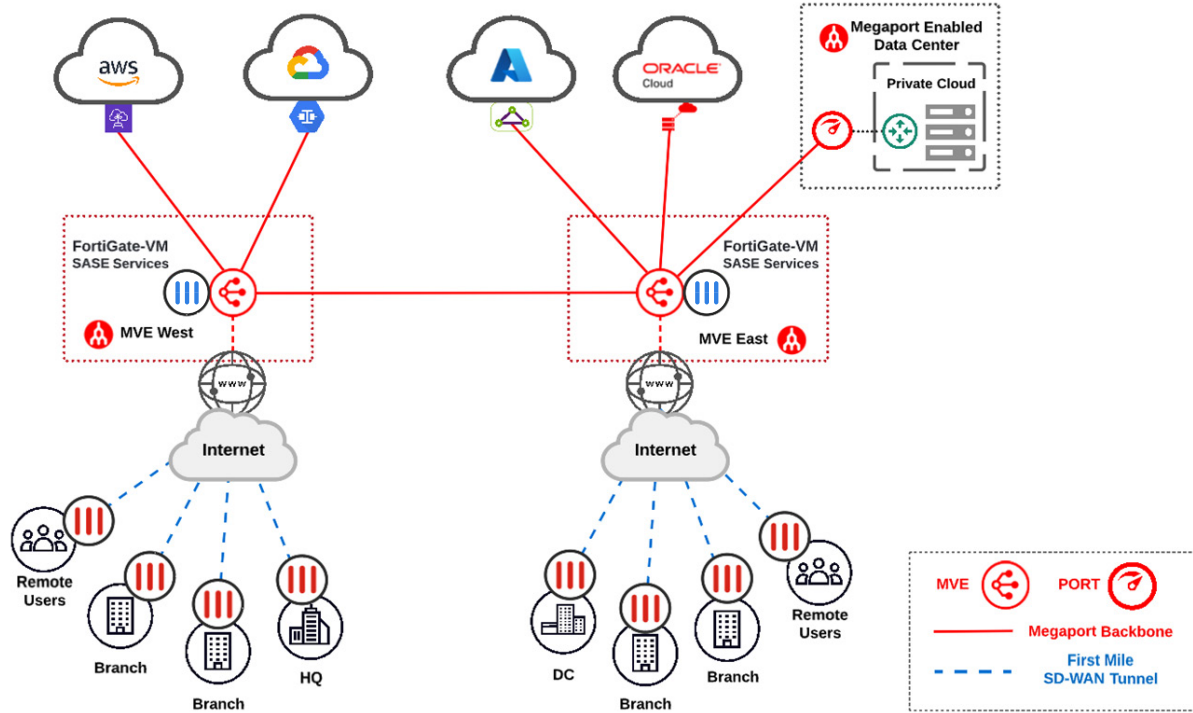 aws
ORACLE
Cloud
Megaport Enabled
Data Center
Private Cloud
FortiGate-VM
SASE Services
MVE West
FortiGate-VM
SASE Services
MVE East
www
Internet
www
Internet
Remote
Users
Branch
Branch
HQ
DC
Branch
Branch
Remote
Users
MVE
PORT
Megaport Backbone
First Mile
SD-WAN Tunnel